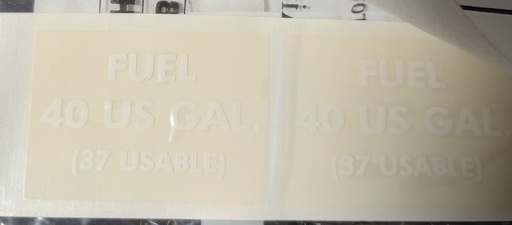 FUEL
40 US GAL.
(37 USABLE)
FUEL
40 US GAL.
(37 USABLE)